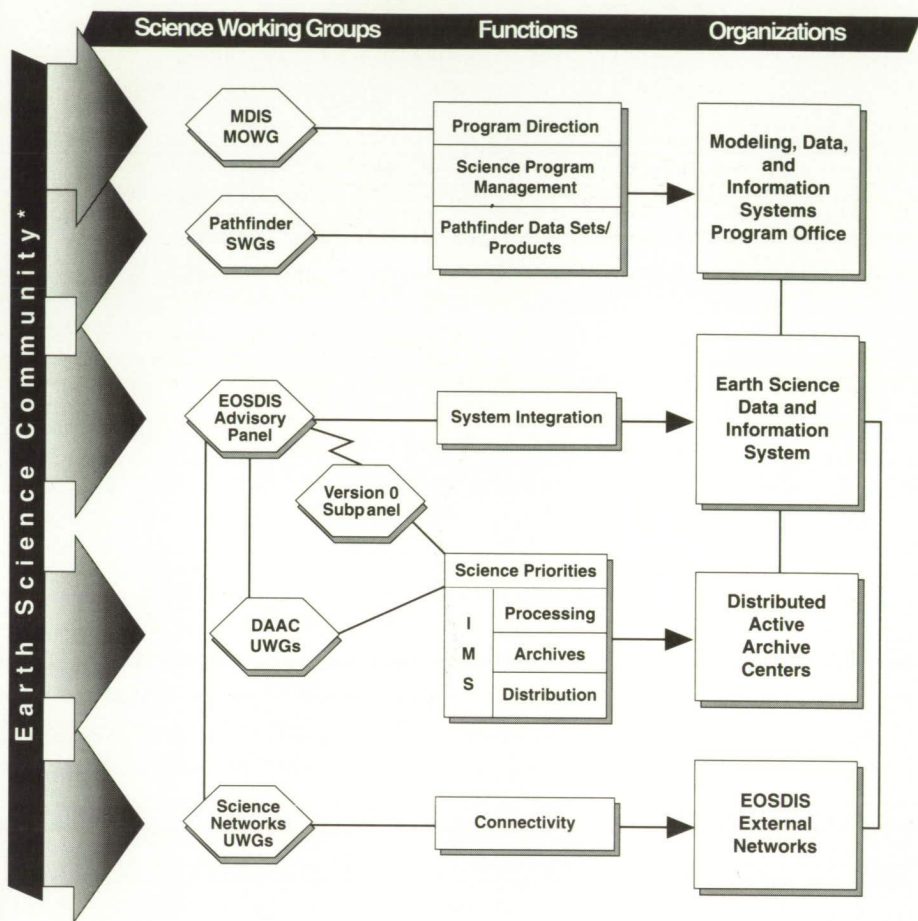 Science Working Groups Functions Organizations
Earth Science Community*
MDIS
MOWG
Program Direction
Science Program
Management
Pathfinder Data Sets/
Products
Modeling, Data,
and
Information
Systems
Program Office
Pathfinder
SWGs
EOSDIS
Advisory
Panel
System Integration
Earth Science
Data and
Information
System
Version 0
Subpanel
DAAC
UWGs
Science Priorities
I
M
S
Processing
Archives
Distribution
Distributed
Active
Archive
Centers
Science
Networks
UWGs
Connectivity
EOSDIS
External
Networks